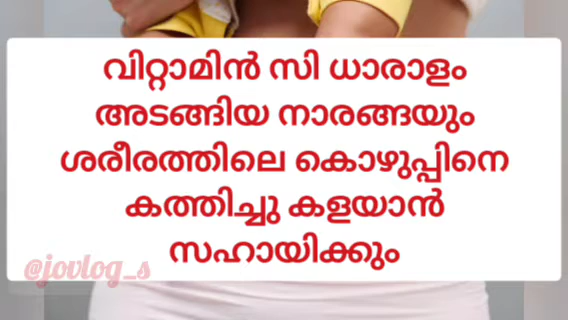 വിറ്റാമിൻ സി ധാരാളം
അടങ്ങിയ നാരങ്ങയും
ശരീരത്തിലെ കൊഴുപ്പിനെ
കത്തിച്ചു കളയാൻ
സഹായിക്കും
@jovlog_s